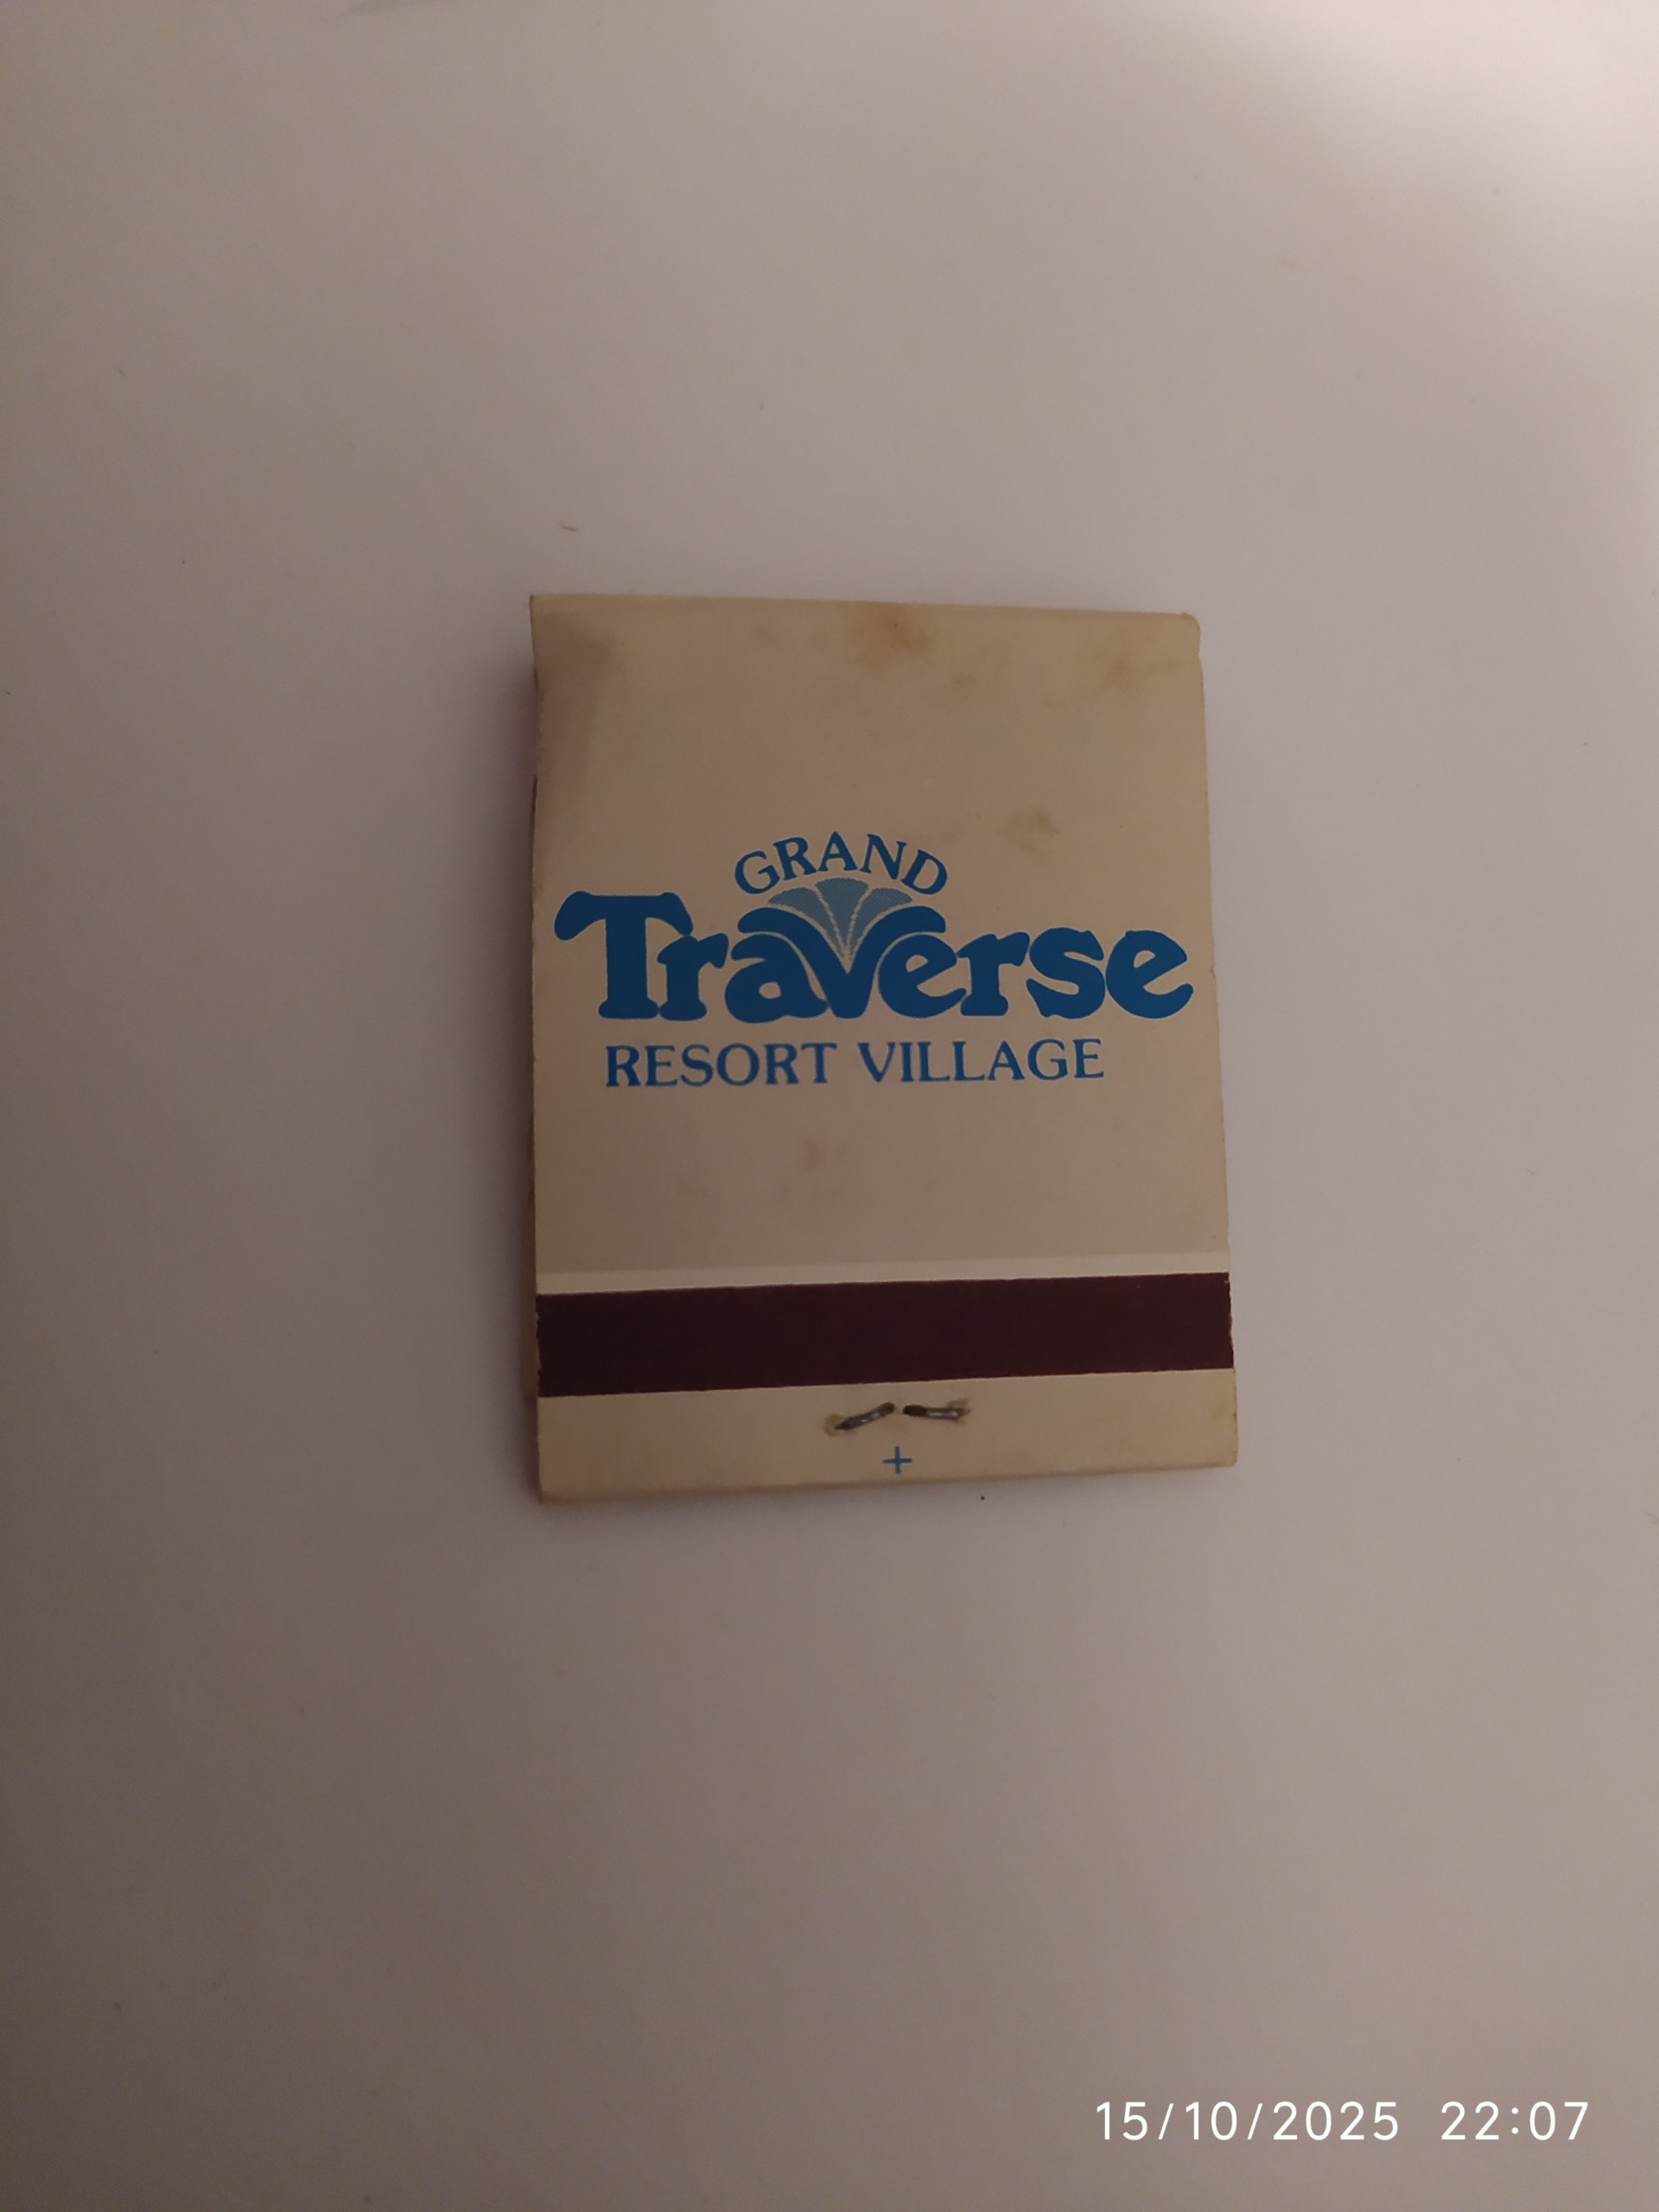 GRAND
Traverse
RESORT VILLAGE
+
15/10/2025 22:07